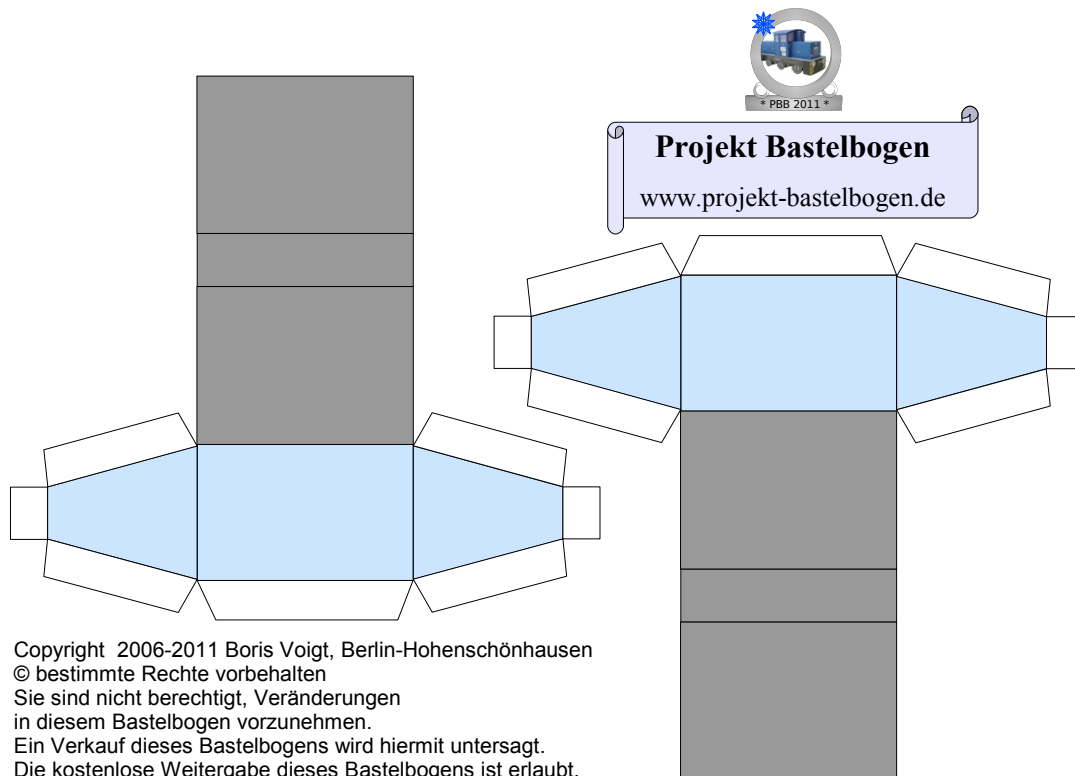 * PBB 2011 *
Projekt Bastelbogen
www.projekt-bastelbogen.de
Copyright  2006-2011 Boris Voigt, Berlin-Hohenschönhausen
© bestimmte Rechte vorbehalten
Sie sind nicht berechtigt, Veränderungen
in diesem Bastelbogen vorzunehmen.
Ein Verkauf dieses Bastelbogens wird hiermit untersagt.
Die kostenlose Weitergabe dieses Bastelbogens ist erlaubt.